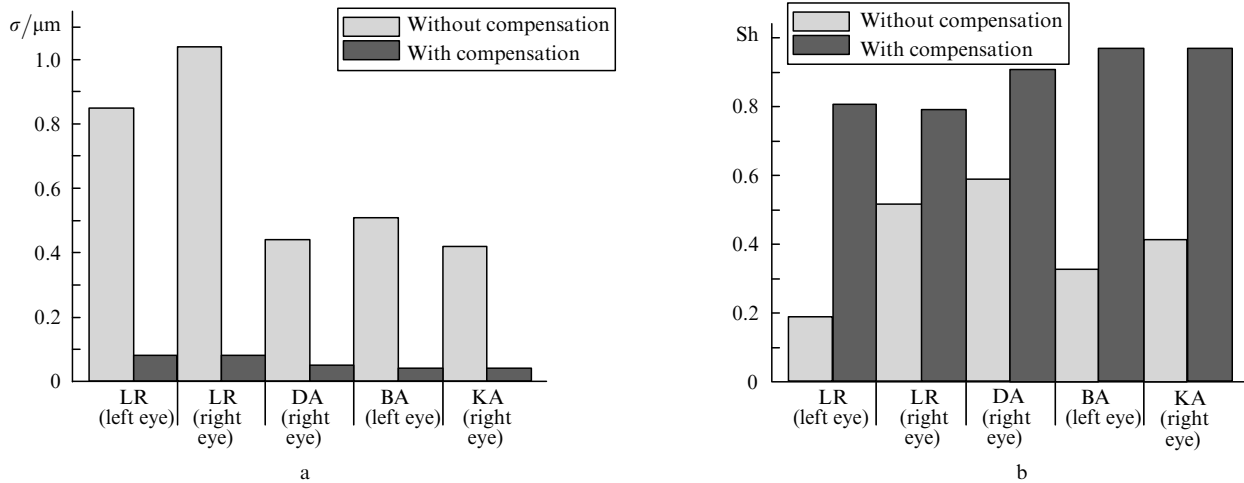 σ/μm
1.0
0.8
0.6
0.4
0.2
0
Without compensation
With compensation
LR
(left eye)
LR
(right
eye)
DA
(right
eye)
BA
(left eye)
KA
(right
eye)
a
Sh
0.8
0.6
0.4
0.2
0
Without compensation
With compensation
LR
(left eye)
LR
(right
eye)
DA
(right
eye)
BA
(left eye)
KA
(right
eye)
b